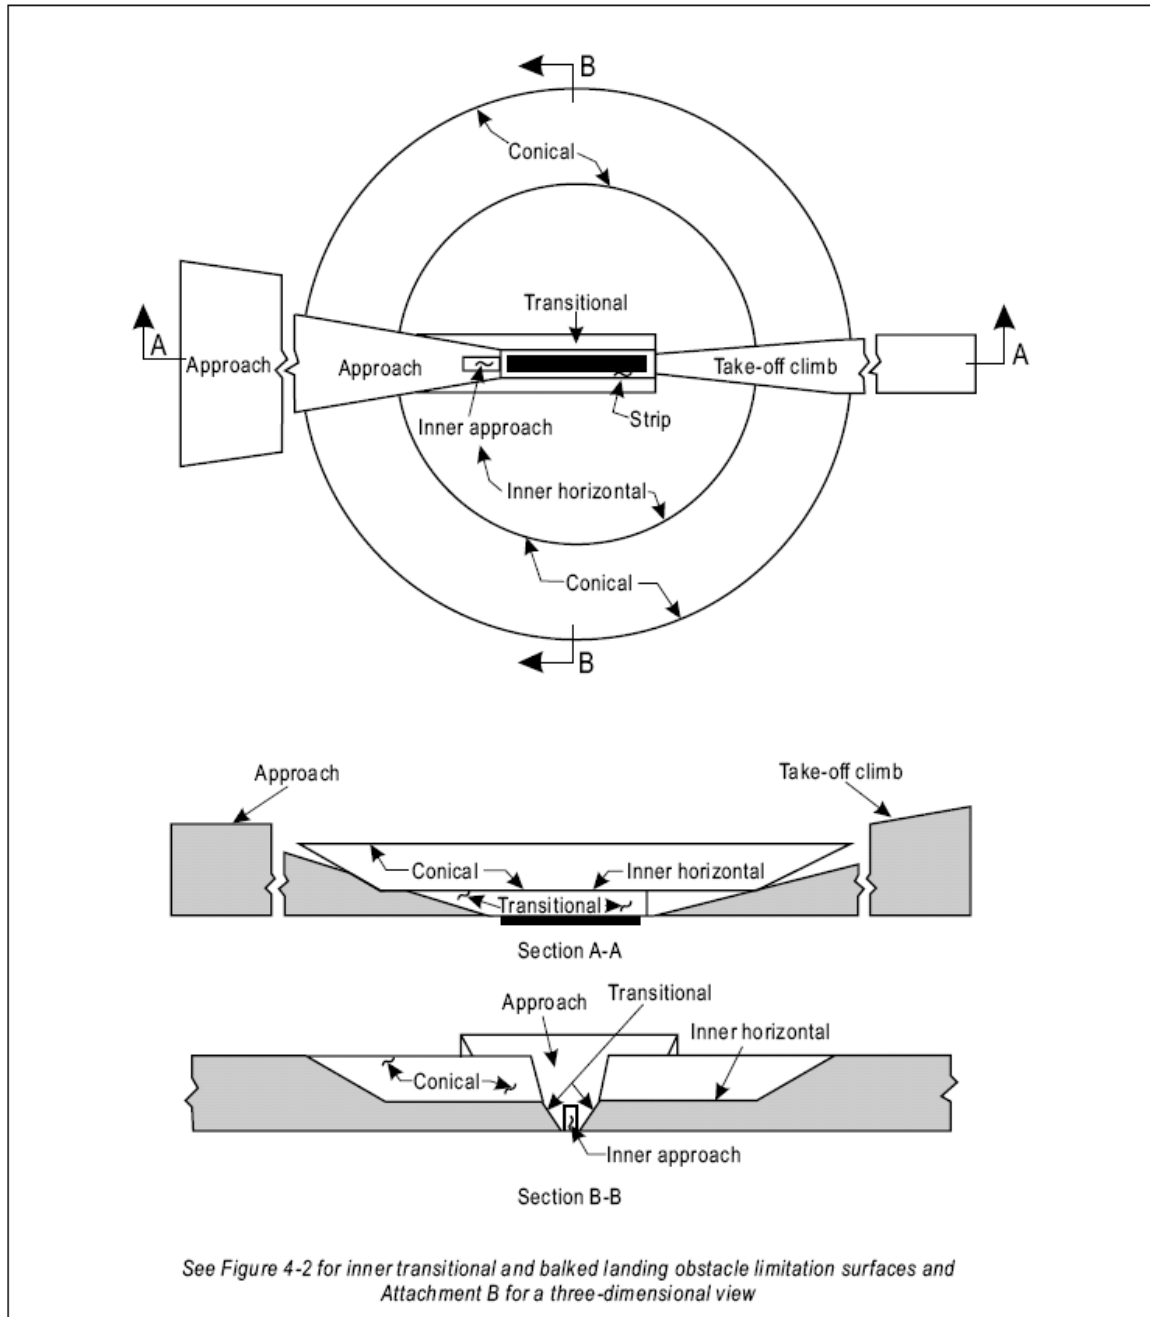 B
Conical
Transitional
A
Approach
Approach
Take-off climb
A
Inner approach
Strip
Inner horizontal
Conical
B
Approach
Take-off climb
Conical
Inner horizontal
Transitional
Section A-A
Approach
Transitional
Inner horizontal
Conical
Inner approach
Section B-B
See Figure 4-2 for inner transitional and balked landing obstacle limitation surfaces and
Attachment B for a three-dimensional view